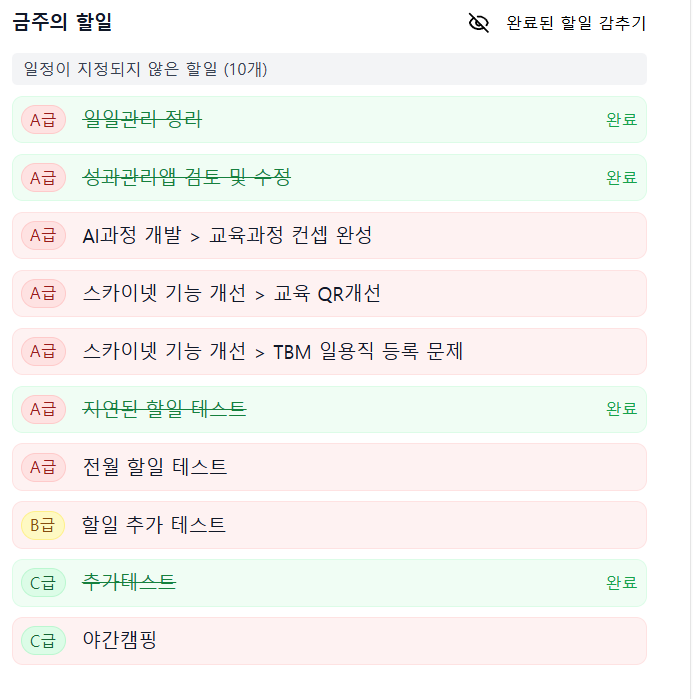 금주의 할일
완료된 할일 감추기
일정이 지정되지 않은 할일 (10개)
A급 일일관리 정리 완료
A급 성과관리앱 검토 및 수정 완료
A급 AI과정 개발 > 교육과정 컨셉 완성
A급 스카이넷 기능 개선 > 교육 QR개선
A급 스카이넷 기능 개선 > TBM 일용직 등록 문제
A급 지연된 할일 테스트 완료
A급 전월 할일 테스트
B급 할일 추가 테스트
C급 추가테스트 완료
C급 야간캠핑